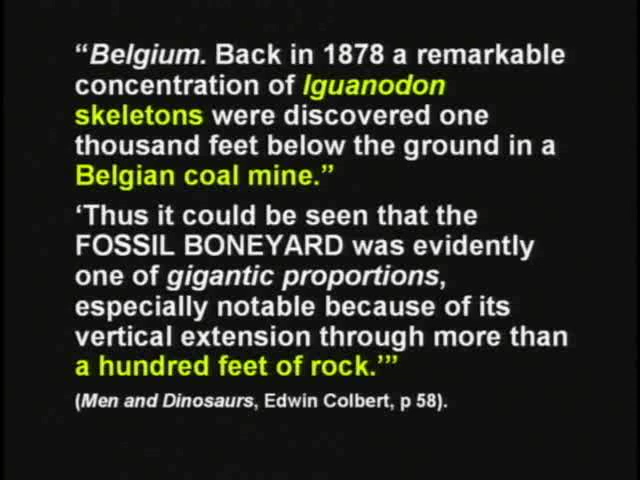 “Belgium. Back in 1878 a remarkable
concentration of Iguanodon
skeletons were discovered one
thousand feet below the ground in a
Belgian coal mine.”
‘Thus it could be seen that the
FOSSIL BONEYARD was evidently
one of gigantic proportions,
especially notable because of its
vertical extension through more than
a hundred feet of rock.’”
(Men and Dinosaurs, Edwin Colbert, p 58).